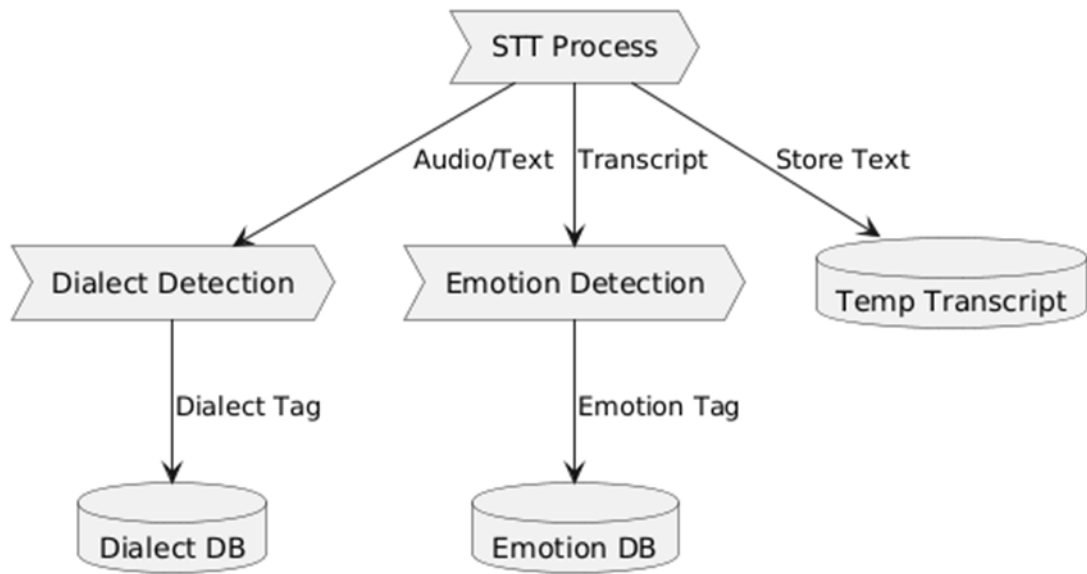 STT Process
Audio/Text
Transcript
Store Text
Dialect Detection
Emotion Detection
Temp Transcript
Dialect Tag
Emotion Tag
Dialect DB
Emotion DB